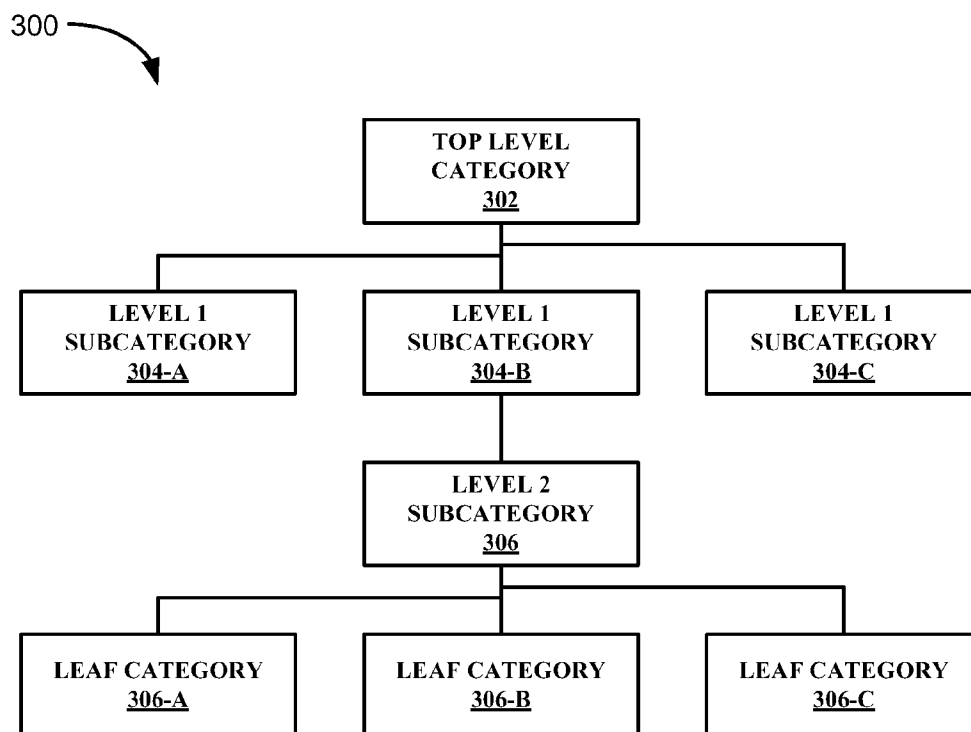 300
TOP LEVEL
CATEGORY
302
LEVEL 1
SUBCATEGORY
304-A
LEVEL 1
SUBCATEGORY
304-B
LEVEL 1
SUBCATEGORY
304-C
LEVEL 2
SUBCATEGORY
306
LEAF CATEGORY
306-A
LEAF CATEGORY
306-B
LEAF CATEGORY
306-C